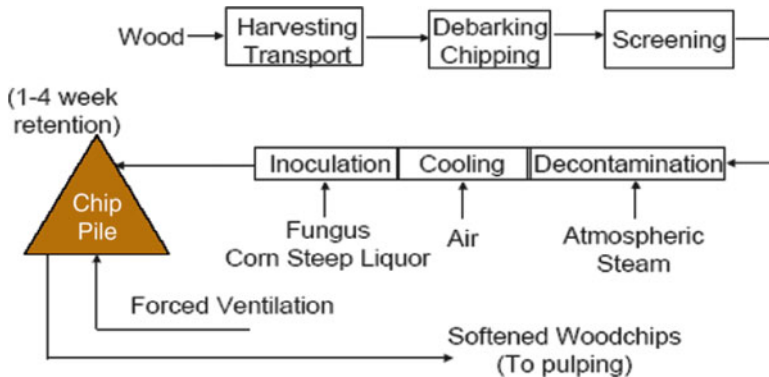 Wood
Harvesting
Transport
Debarking
Chipping
Screening
(1-4 week
retention)
Chip
Pile
Inoculation
Cooling
Decontamination
Fungus
Corn Steep Liquor
Air
Atmospheric
Steam
Forced Ventilation
Softened Woodchips
(To pulping)